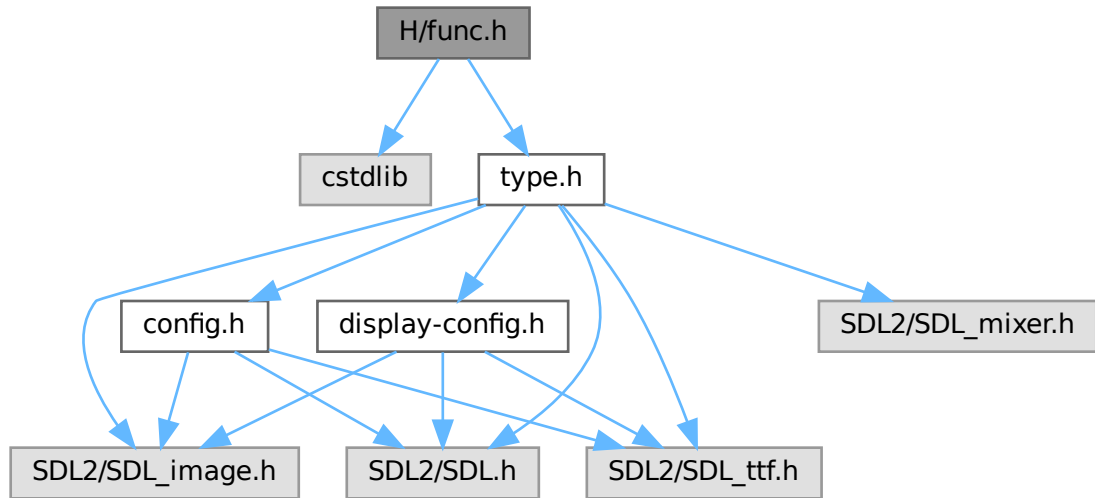 H/func.h
cstdlib
type.h
config.h
display-config.h
SDL2/SDL_mixer.h
SDL2/SDL_image.h
SDL2/SDL.h
SDL2/SDL_ttf.h